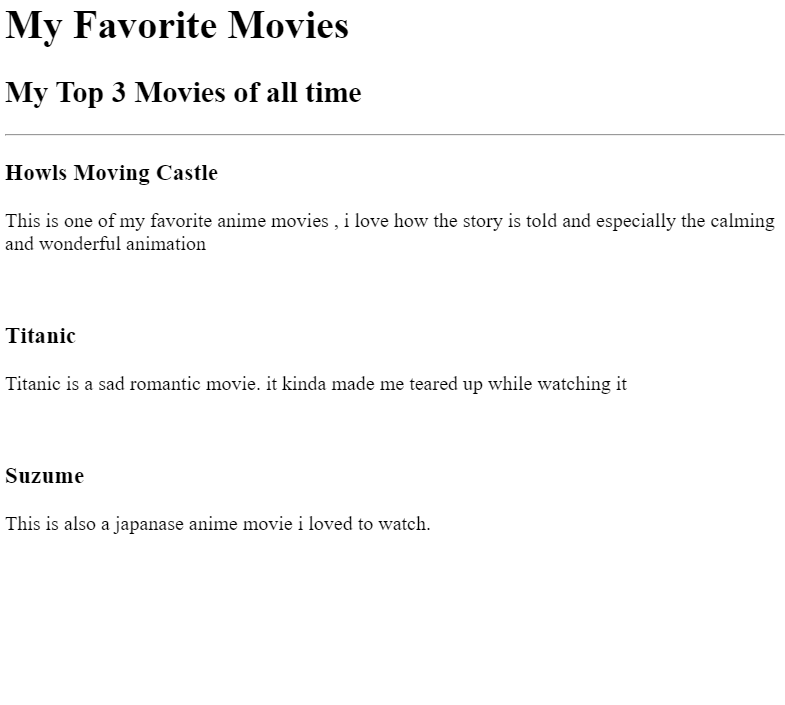 My Favorite Movies
My Top 3 Movies of all time
Howls Moving Castle
This is one of my favorite anime movies , i love how the story is told and especially the calming
and wonderful animation
Titanic
Titanic is a sad romantic movie. it kinda made me teared up while watching it
Suzume
This is also a japanase anime movie i loved to watch.